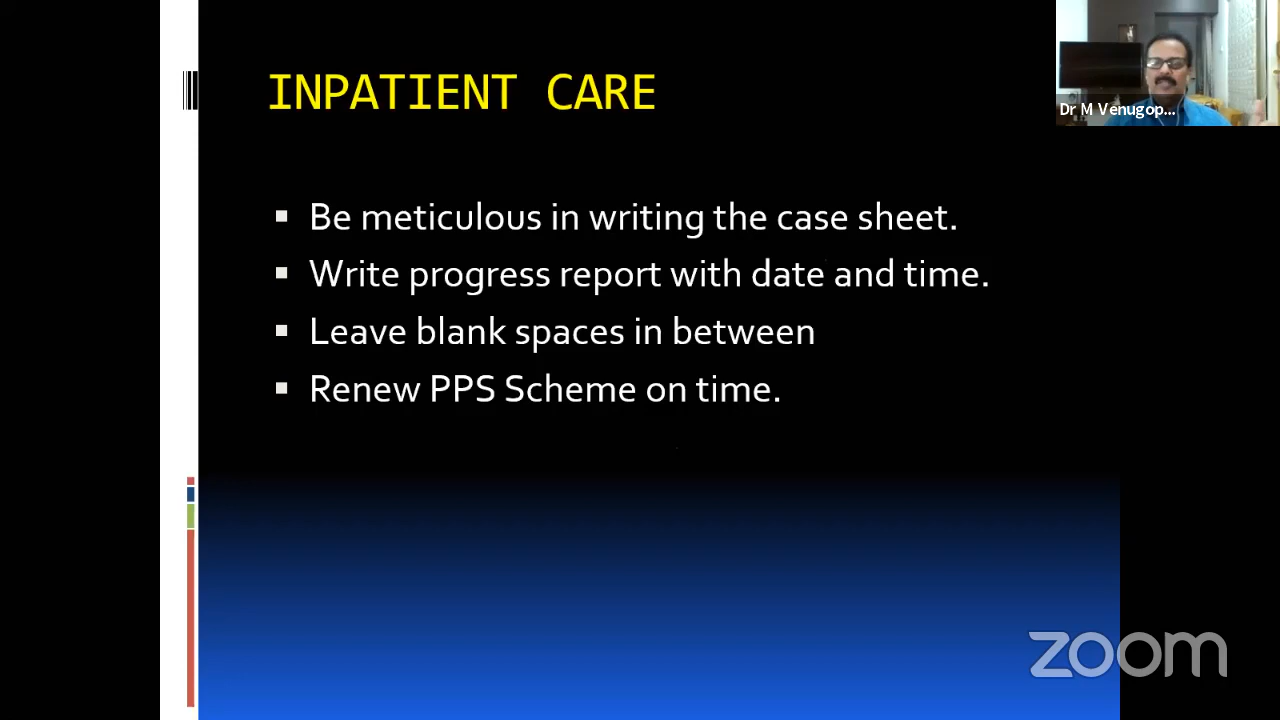 INPATIENT CARE
Dr M Venugop...
Be meticulous in writing the case sheet.
Write progress report with date and time.
Leave blank spaces in between
Renew PPS Scheme on time.
zoom